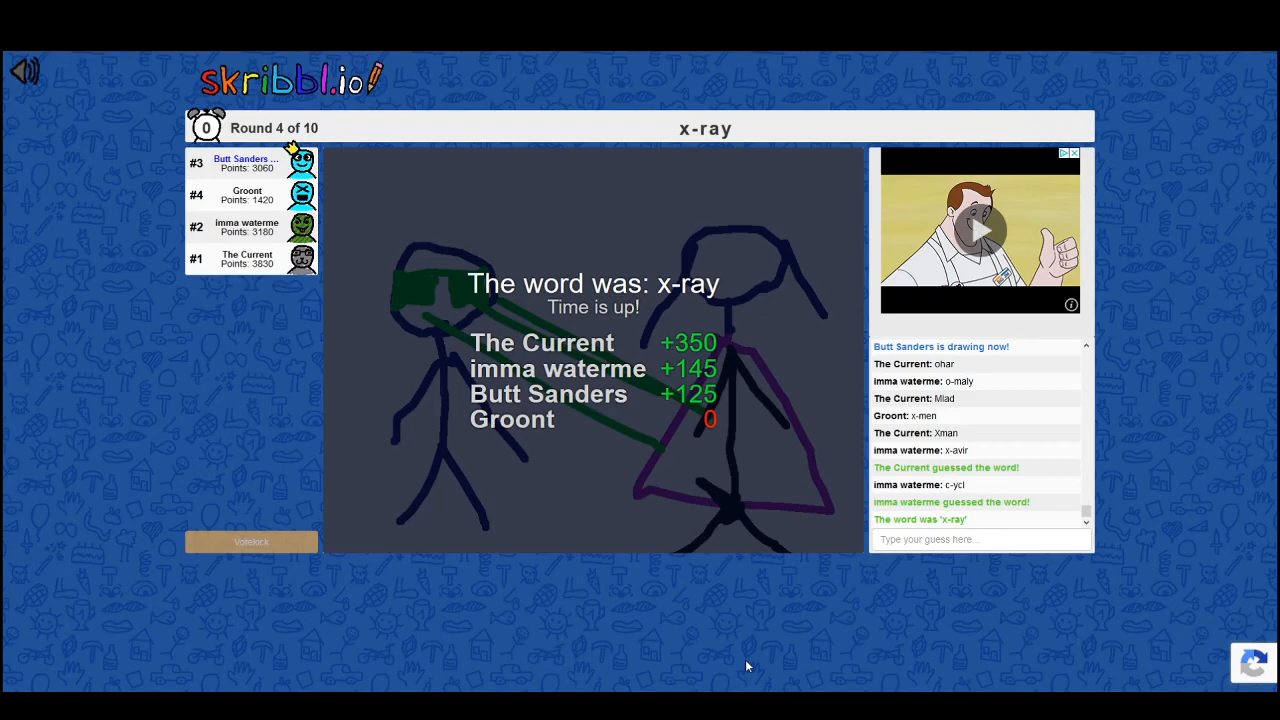 skribbl.io
0
Round 4 of 10
x-ray
#3
Butt Sanders ...
Points: 3060
#4
Groont
Points: 1420
#2
imma waterme
Points: 3180
#1
The Current
Points: 3830
Votekick
The word was: x-ray
Time is up!
The Current +350
imma waterme +145
Butt Sanders +125
Groont 0
Butt Sanders is drawing now!
The Current: ohar
imma waterme: o-maly
The Current: Mlad
Groont: x-men
The Current: Xman
imma waterme: x-avir
The Current guessed the word!
imma waterme: c-ycl
imma waterme guessed the word!
The word was 'x-ray'
Type your guess here...